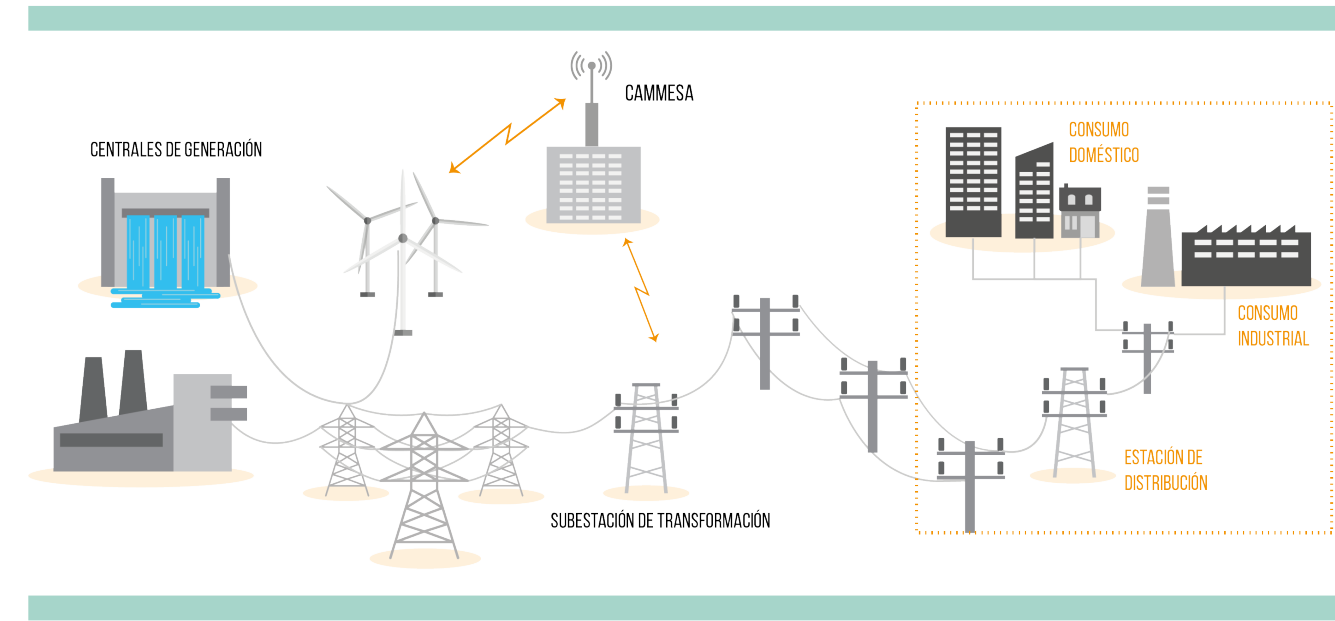 CAMMESA
CENTRALES DE GENERACIÓN
CONSUMO
DOMÉSTICO
CONSUMO
INDUSTRIAL
ESTACIÓN DE
DISTRIBUCIÓN
SUBESTACIÓN DE TRANSFORMACIÓN